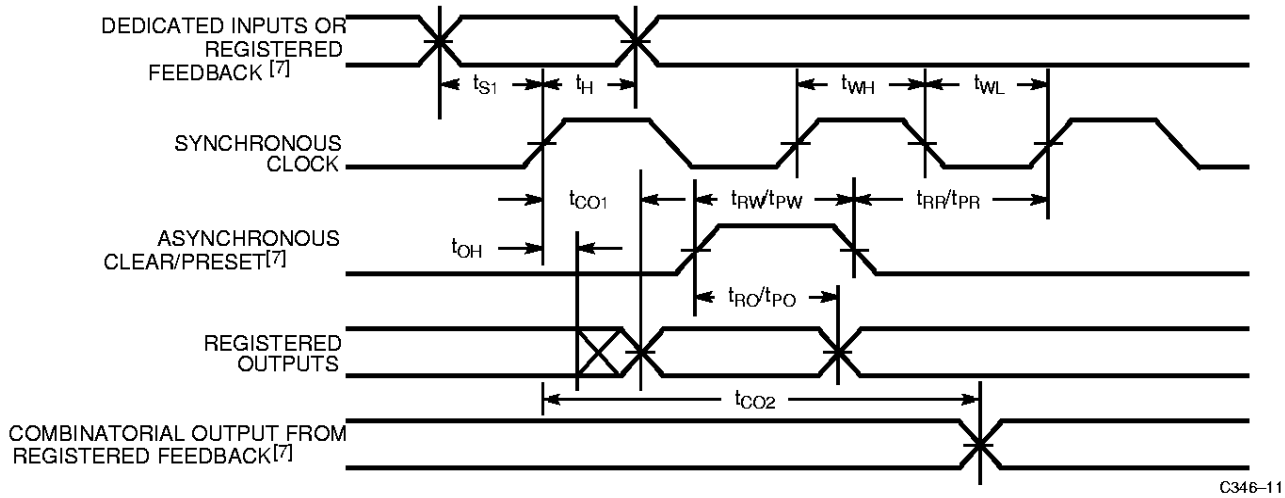 DEDICATED INPUTS OR
REGISTERED
FEEDBACK [7]
tS1
tH
tWH
tWL
SYNCHRONOUS
CLOCK
tCO1
tRW/tPW
tRR/tPR
ASYNCHRONOUS
CLEAR/PRESET[7]
tOH
tRO/tPO
REGISTERED
OUTPUTS
tCO2
COMBINATORIAL OUTPUT FROM
REGISTERED FEEDBACK[7]
C346–11